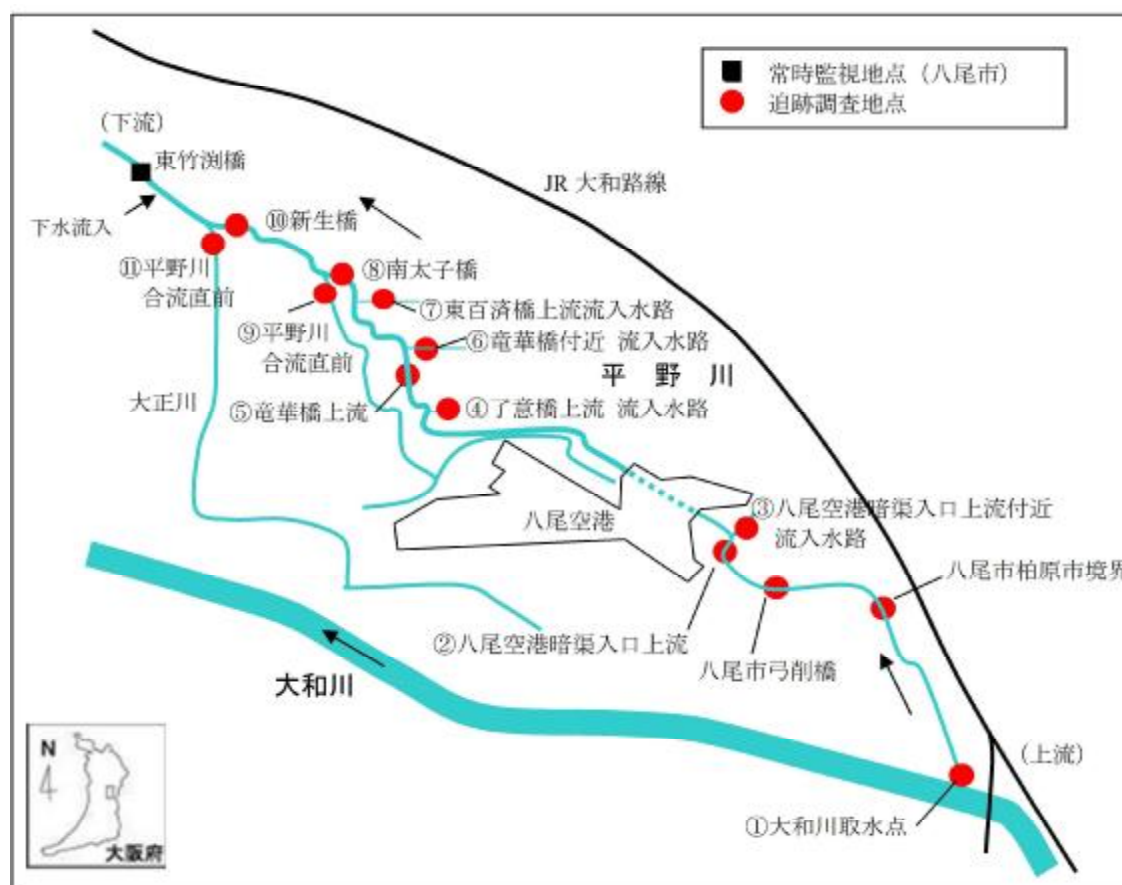 常時監視地点（八尾市）
追跡調査地点
（下流）
東竹渕橋
JR 大和路線
下水流入
⑩新生橋
⑪平野川
合流直前
⑧南太子橋
⑦東百済橋上流流入水路
⑨平野川
合流直前
⑥竜華橋付近 流入水路
平野川
大正川
⑤竜華橋上流
④了意橋上流 流入水路
八尾空港
③八尾空港暗渠入口上流付近
流入水路
八尾市柏原市境界
②八尾空港暗渠入口上流
八尾市弓削橋
大和川
（上流）
①大和川取水点
N
大阪府